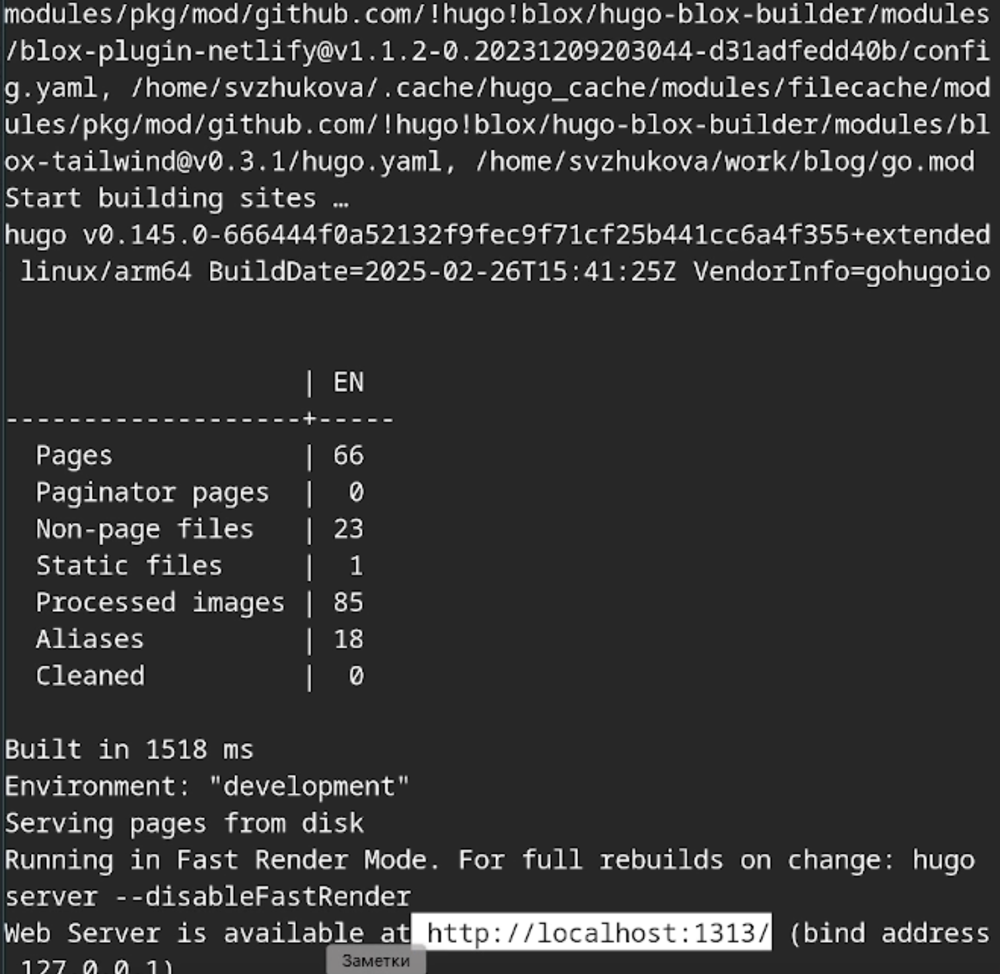 modules/pkg/mod/github.com/!hugo!blox/hugo-blox-builder/modules
/blox-plugin-netlify@v1.1.2-0.20231209203044-d31adfedd40b/confi
g.yaml, /home/svzhukova/.cache/hugo_cache/modules/filecache/mod
ules/pkg/mod/github.com/!hugo!blox/hugo-blox-builder/modules/bl
ox-tailwind@v0.3.1/hugo.yaml, /home/svzhukova/work/blog/go.mod
Start building sites …
hugo v0.145.0-666444f0a52132f9fec9f71cf25b441cc6a4f355+extended
 linux/arm64 BuildDate=2025-02-26T15:41:25Z VendorInfo=gohugoio
                   | EN
-------------------+-----
  Pages            | 66
  Paginator pages  |  0
  Non-page files   | 23
  Static files     |  1
  Processed images | 85
  Aliases          | 18
  Cleaned          |  0
Built in 1518 ms
Environment: "development"
Serving pages from disk
Running in Fast Render Mode. For full rebuilds on change: hugo
server --disableFastRender
Web Server is available at http://localhost:1313/ (bind address
 127.0.0.1)
Заметки